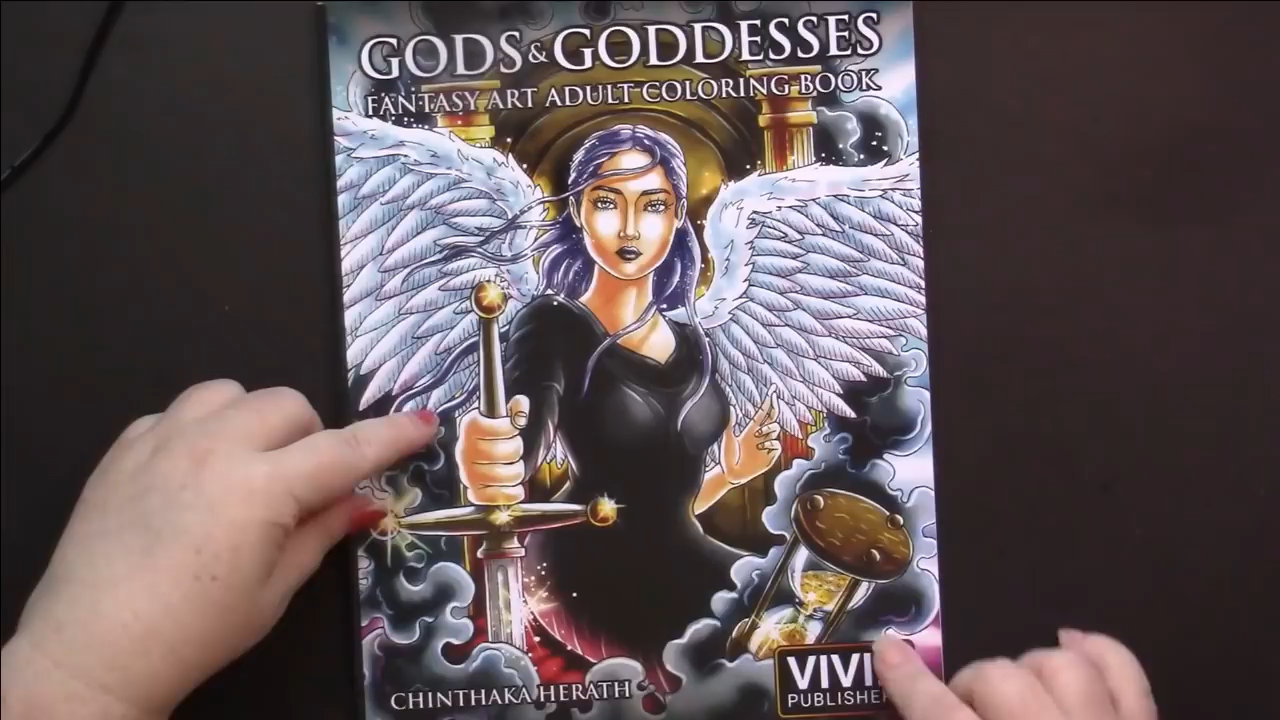 GODS & GODDESSES
FANTASY ART ADULT COLORING BOOK
CHINTHAKA HERATH